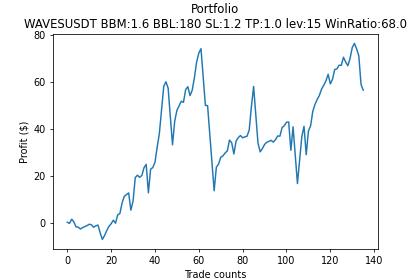 Portfolio
WAVESUSDT BBM:1.6 BBL:180 SL:1.2 TP:1.0 lev:15 WinRatio:68.0
80
60
40
20
0
Profit ($)
0 20 40 60 80 100 120 140
Trade counts